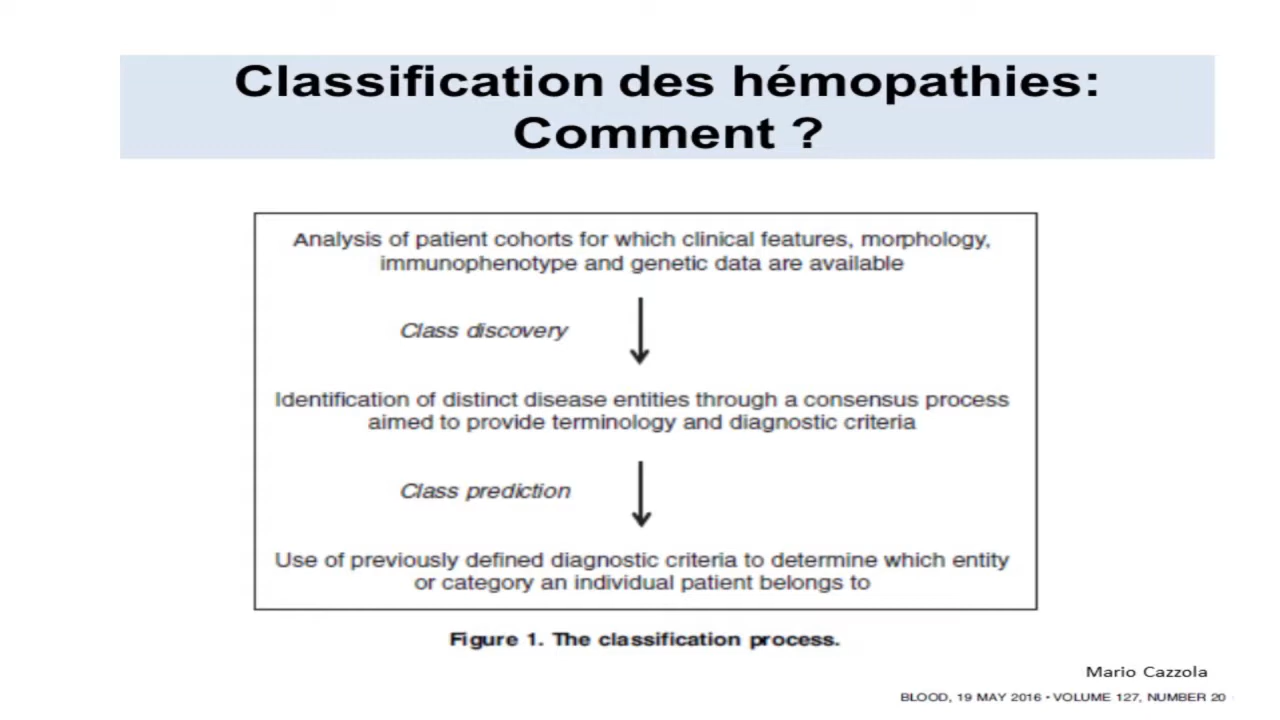 Classification des hémopathies:
Comment ?
Analysis of patient cohorts for which clinical features, morphology,
immunophenotype and genetic data are available
Class discovery
Identification of distinct disease entities through a consensus process
aimed to provide terminology and diagnostic criteria
Class prediction
Use of previously defined diagnostic criteria to determine which entity
or category an individual patient belongs to
Figure 1. The classification process.
Mario Cazzola
BLOOD, 19 MAY 2016 • VOLUME 127, NUMBER 20